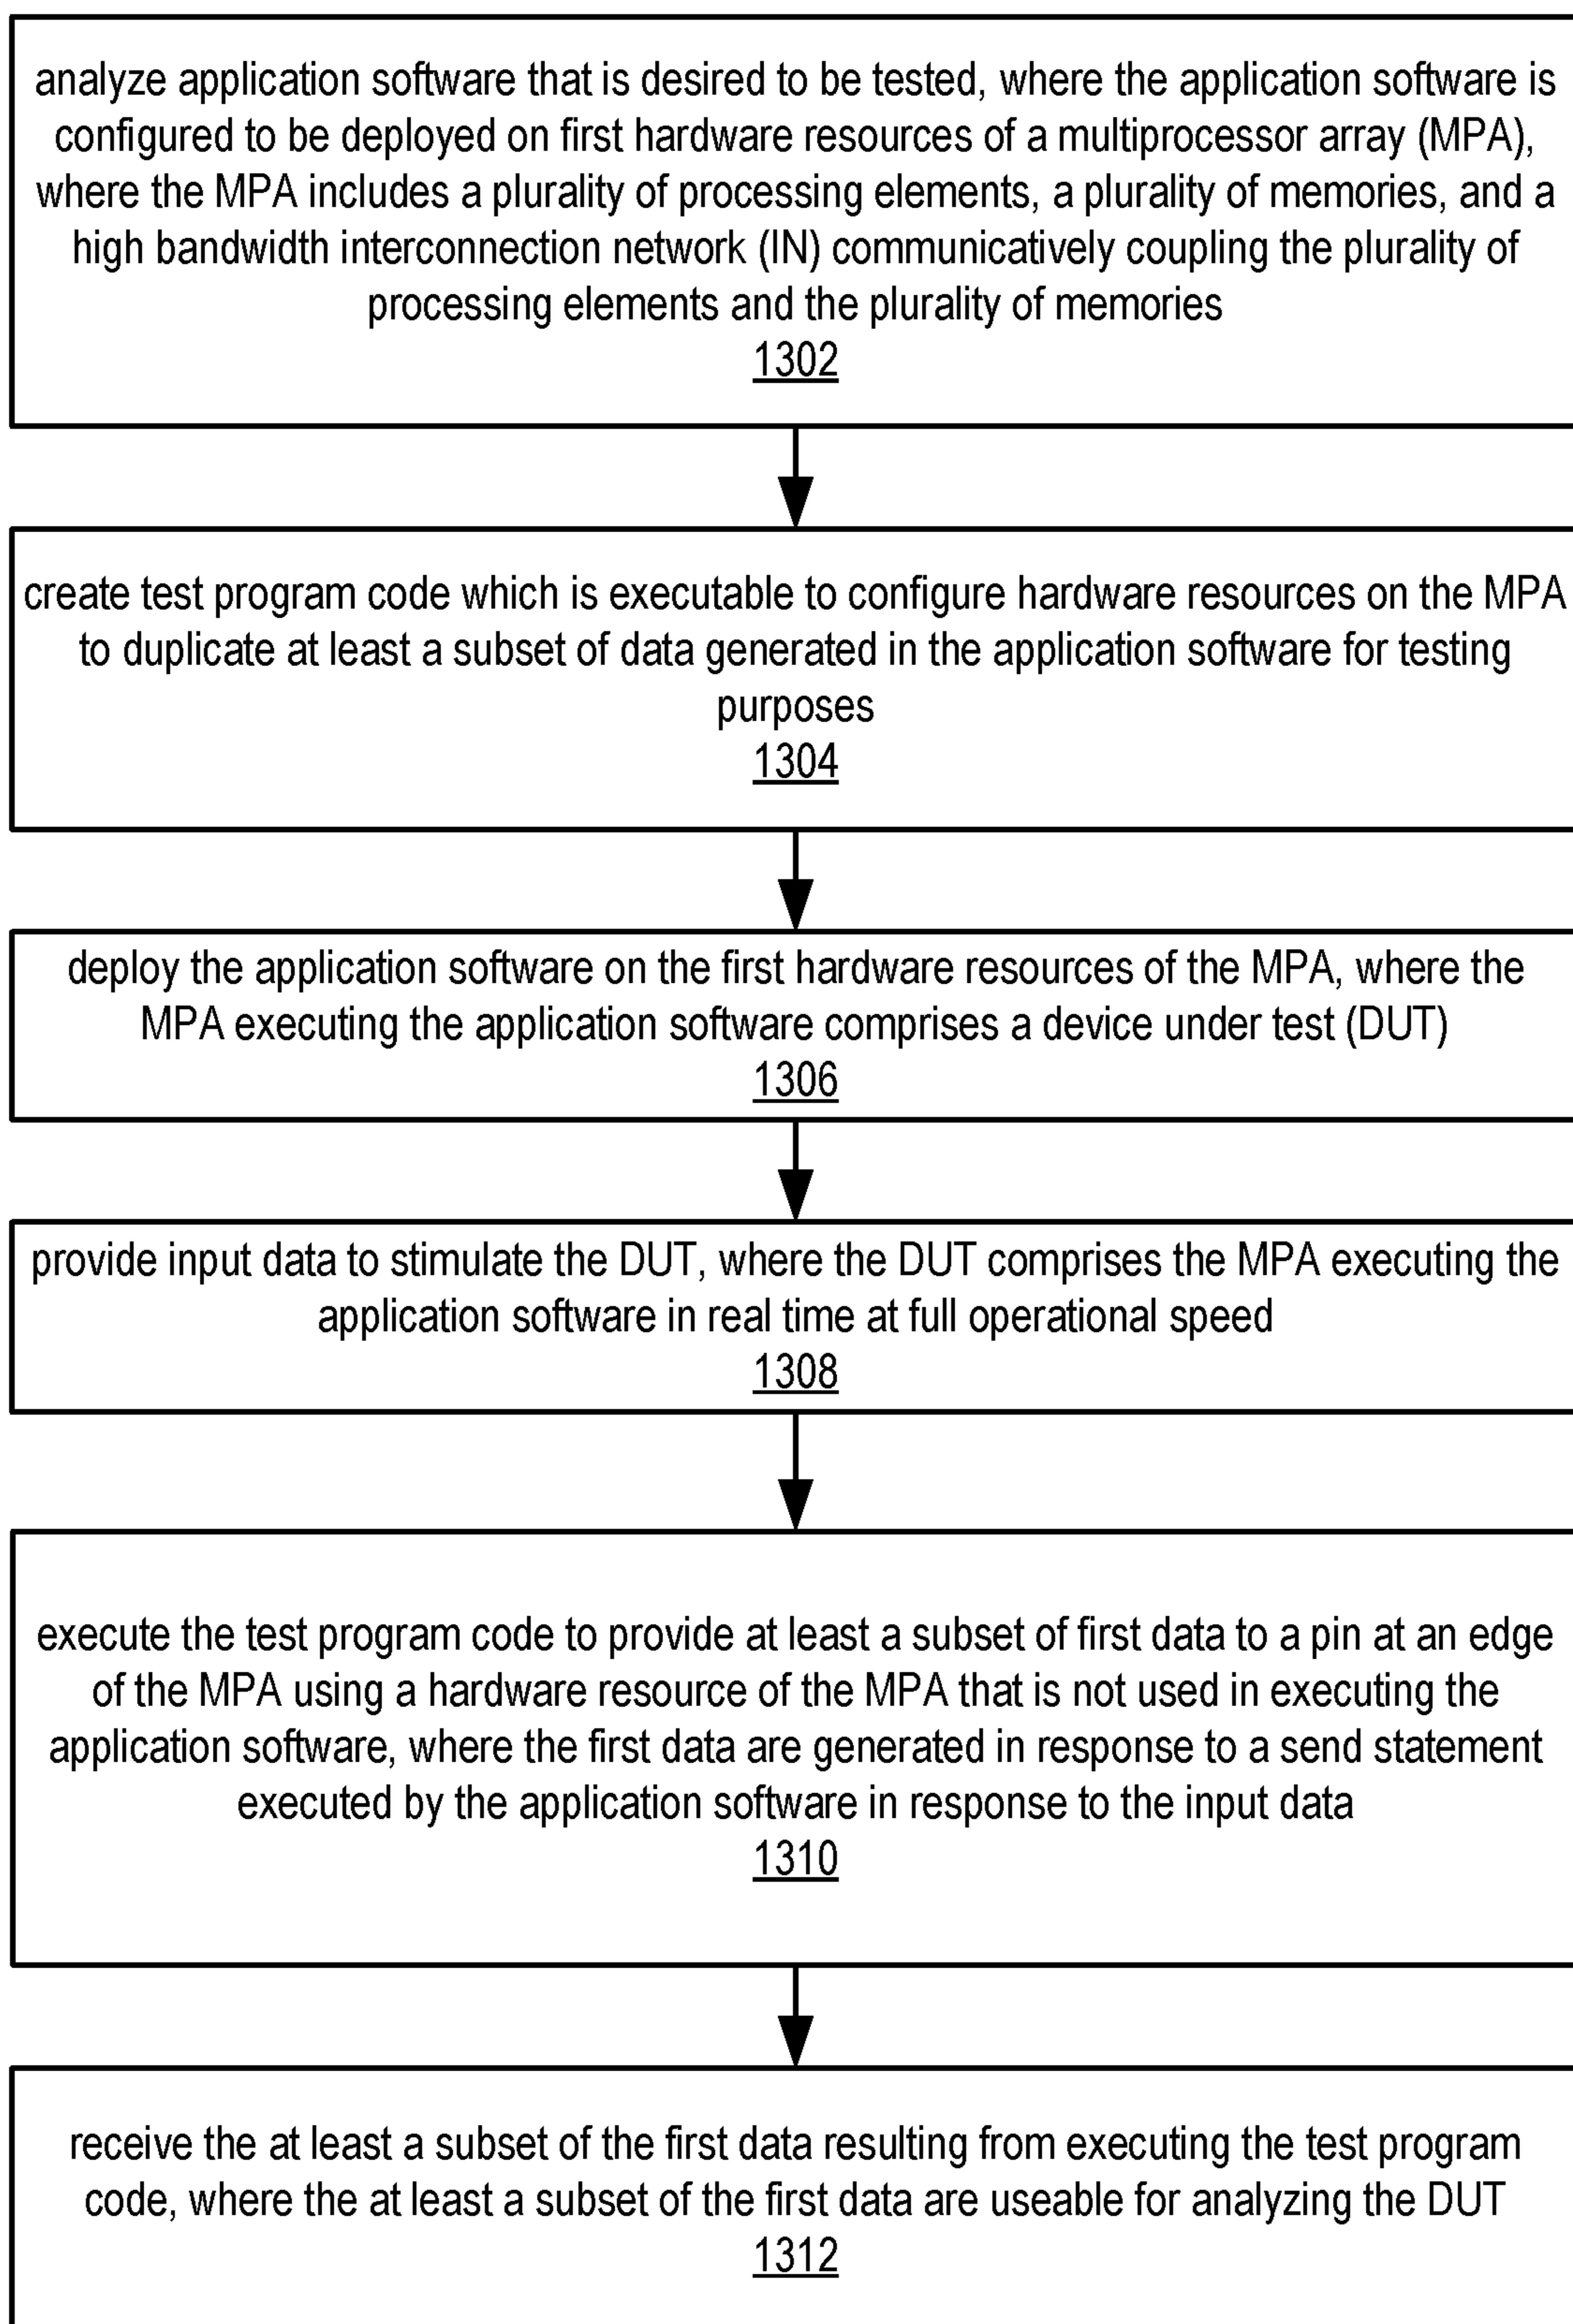 analyze application software that is desired to be tested, where the application software is
configured to be deployed on first hardware resources of a multiprocessor array (MPA),
where the MPA includes a plurality of processing elements, a plurality of memories, and a
high bandwidth interconnection network (IN) communicatively coupling the plurality of
processing elements and the plurality of memories
1302
create test program code which is executable to configure hardware resources on the MPA
to duplicate at least a subset of data generated in the application software for testing
purposes
1304
deploy the application software on the first hardware resources of the MPA, where the
MPA executing the application software comprises a device under test (DUT)
1306
provide input data to stimulate the DUT, where the DUT comprises the MPA executing the
application software in real time at full operational speed
1308
execute the test program code to provide at least a subset of first data to a pin at an edge
of the MPA using a hardware resource of the MPA that is not used in executing the
application software, where the first data are generated in response to a send statement
executed by the application software in response to the input data
1310
receive the at least a subset of the first data resulting from executing the test program
code, where the at least a subset of the first data are useable for analyzing the DUT
1312